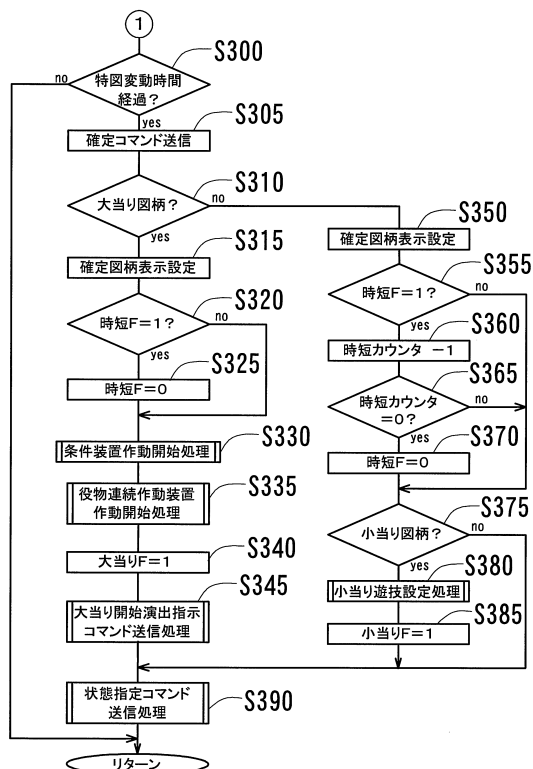 1
S300
特図変動時間
経過？
no
yes
S305
確定コマンド送信
S310
大当り図柄？
no
yes
S315
確定図柄表示設定
S320
時短F＝1？
no
yes
S325
時短F＝0
S330
条件装置作動開始処理
S335
役物連続作動装置
作動開始処理
S340
大当りF＝1
S345
大当り開始演出指示
コマンド送信処理
S350
確定図柄表示設定
S355
時短F＝1？
no
yes
S360
時短カウンタ －1
S365
時短カウンタ
＝0？
no
yes
S370
時短F＝0
S375
小当り図柄？
no
yes
S380
小当り遊技設定処理
S385
小当りF＝1
S390
状態指定コマンド
送信処理
リターン